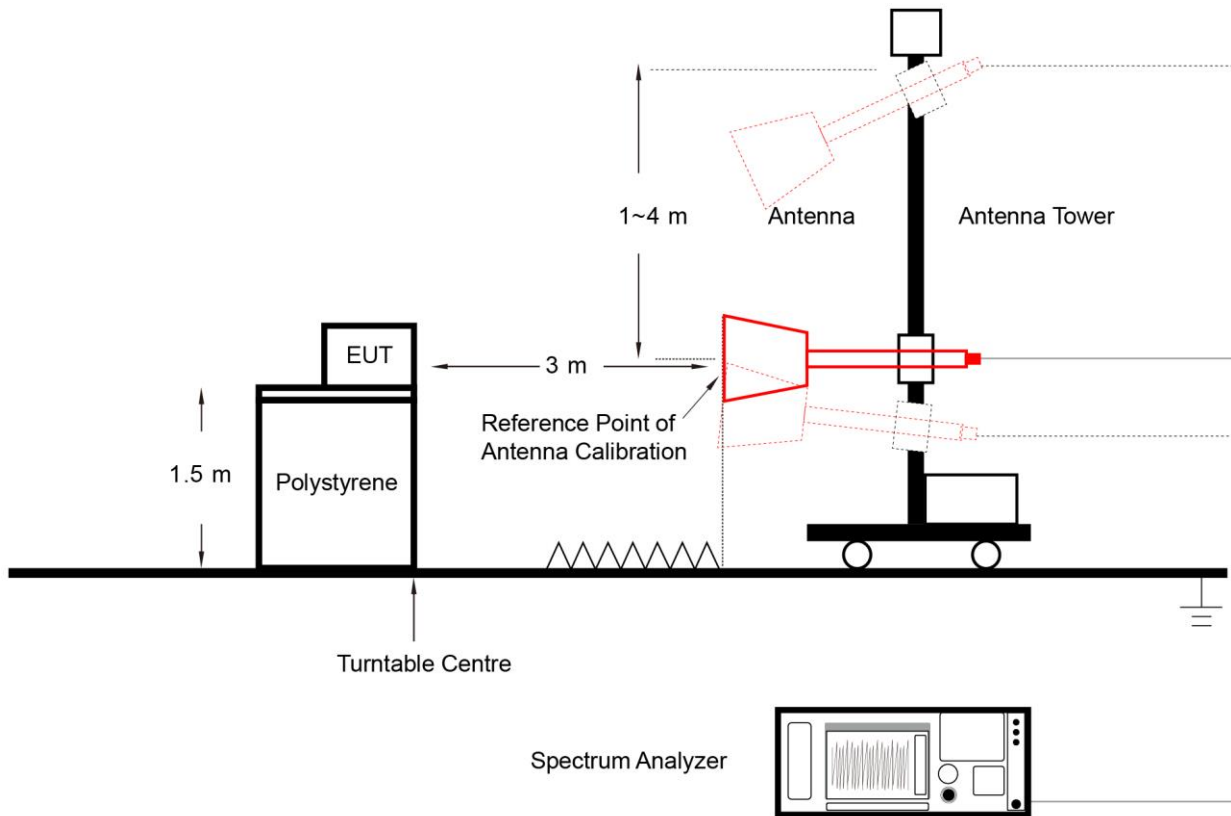 1~4 m
Antenna
Antenna Tower
EUT
3 m
Reference Point of
Antenna Calibration
1.5 m
Polystyrene
Turntable Centre
Spectrum Analyzer